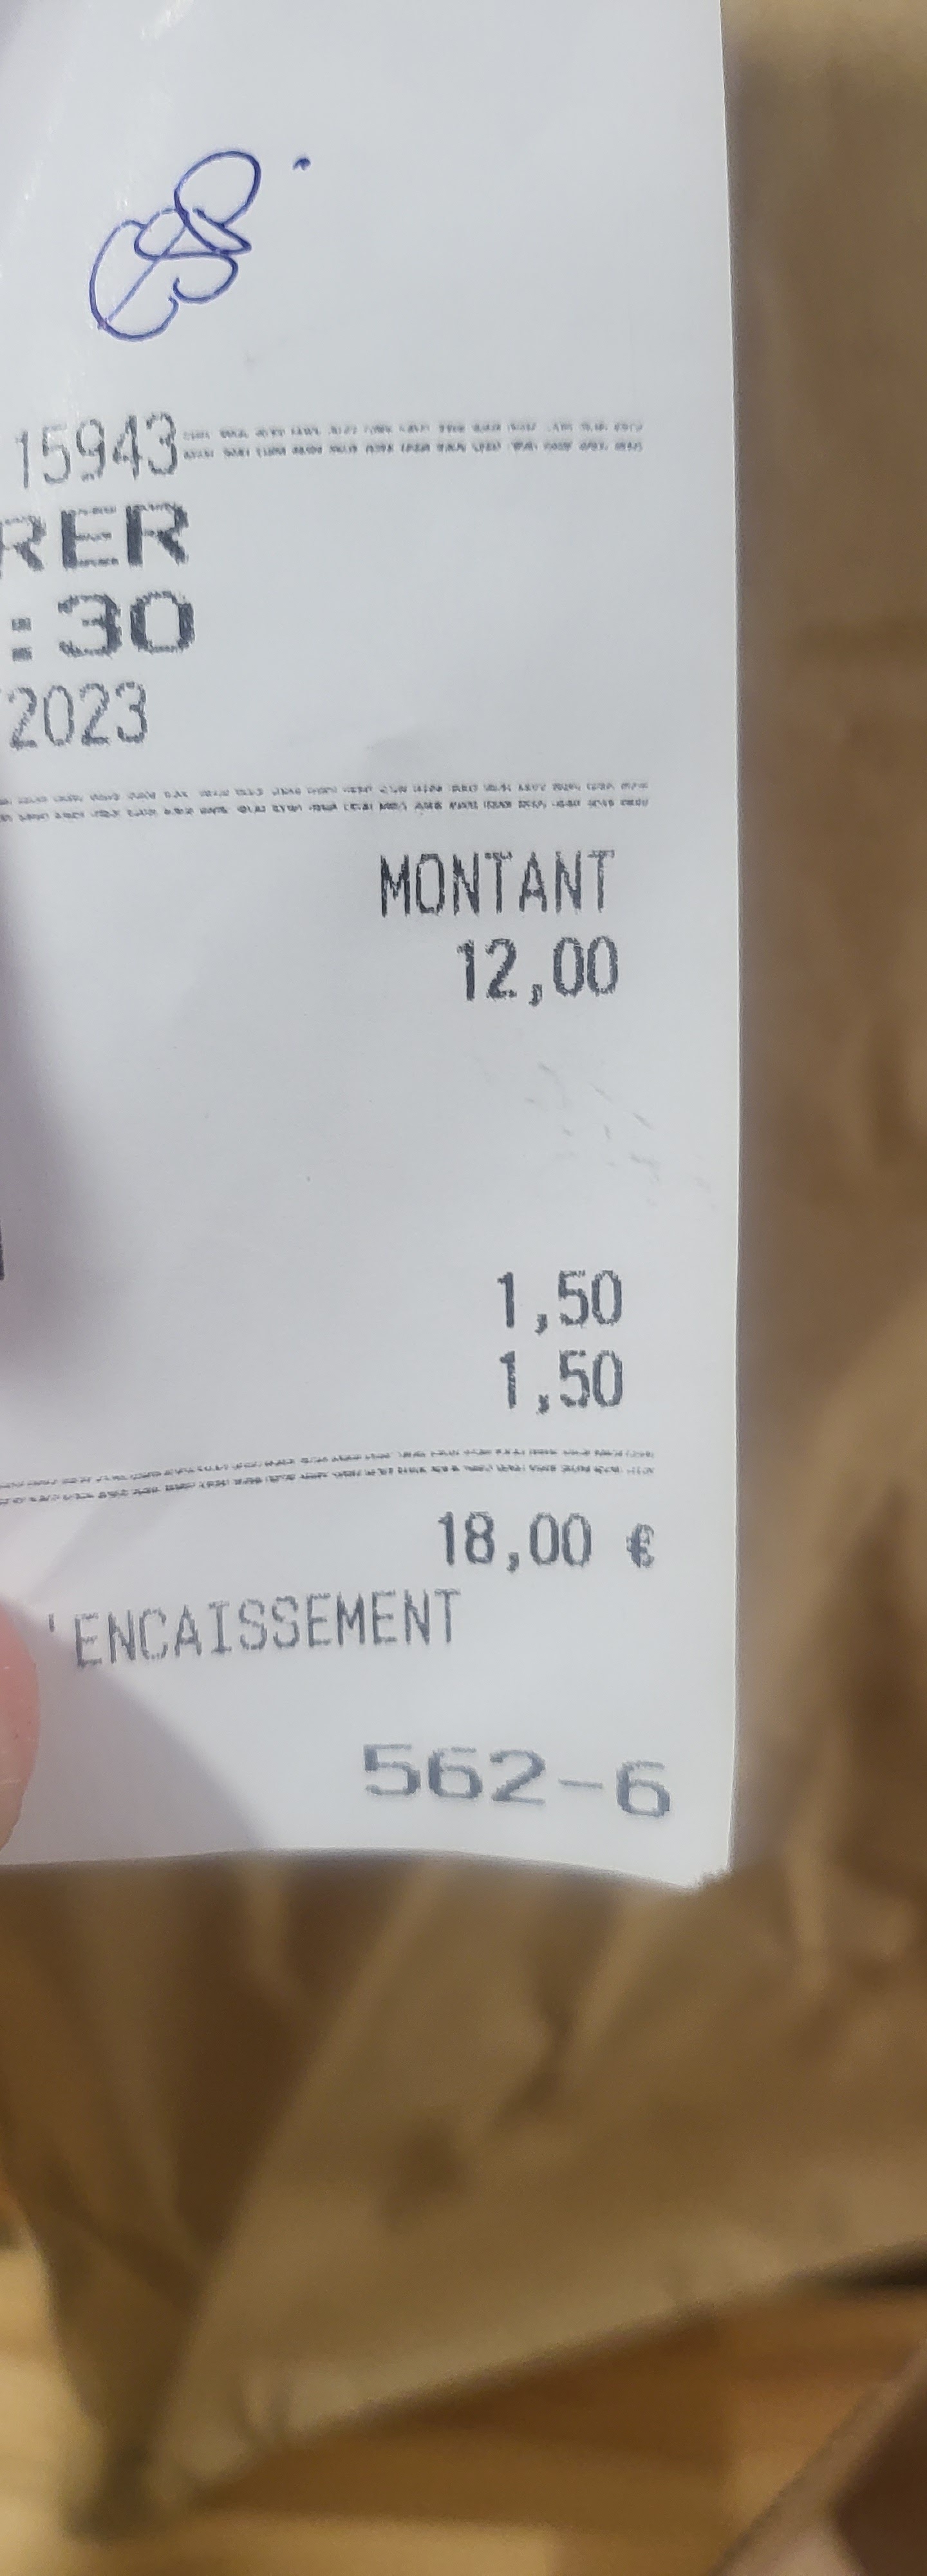 15943
RER
:30
2023
MONTANT
12,00
1,50
1,50
18,00 €
'ENCAISSEMENT
562-6